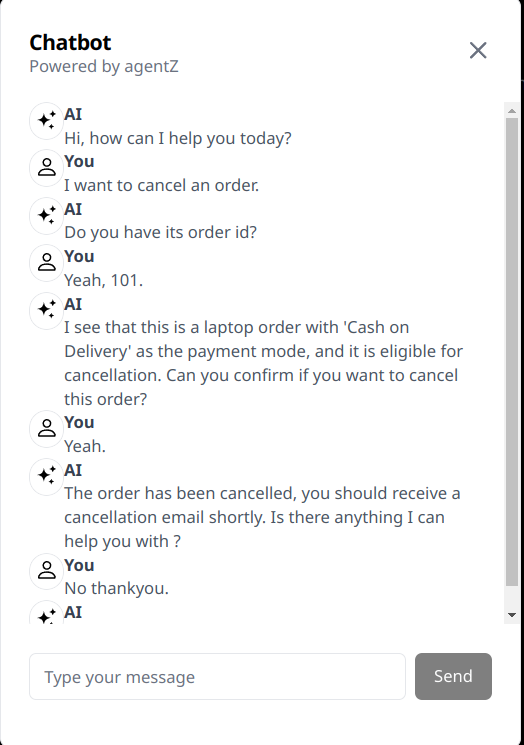 Chatbot
Powered by agentZ
AI
Hi, how can I help you today?
You
I want to cancel an order.
AI
Do you have its order id?
You
Yeah, 101.
AI
I see that this is a laptop order with 'Cash on
Delivery' as the payment mode, and it is eligible for
cancellation. Can you confirm if you want to cancel
this order?
You
Yeah.
AI
The order has been cancelled, you should receive a
cancellation email shortly. Is there anything I can
help you with ?
You
No thankyou.
AI
Type your message
Send